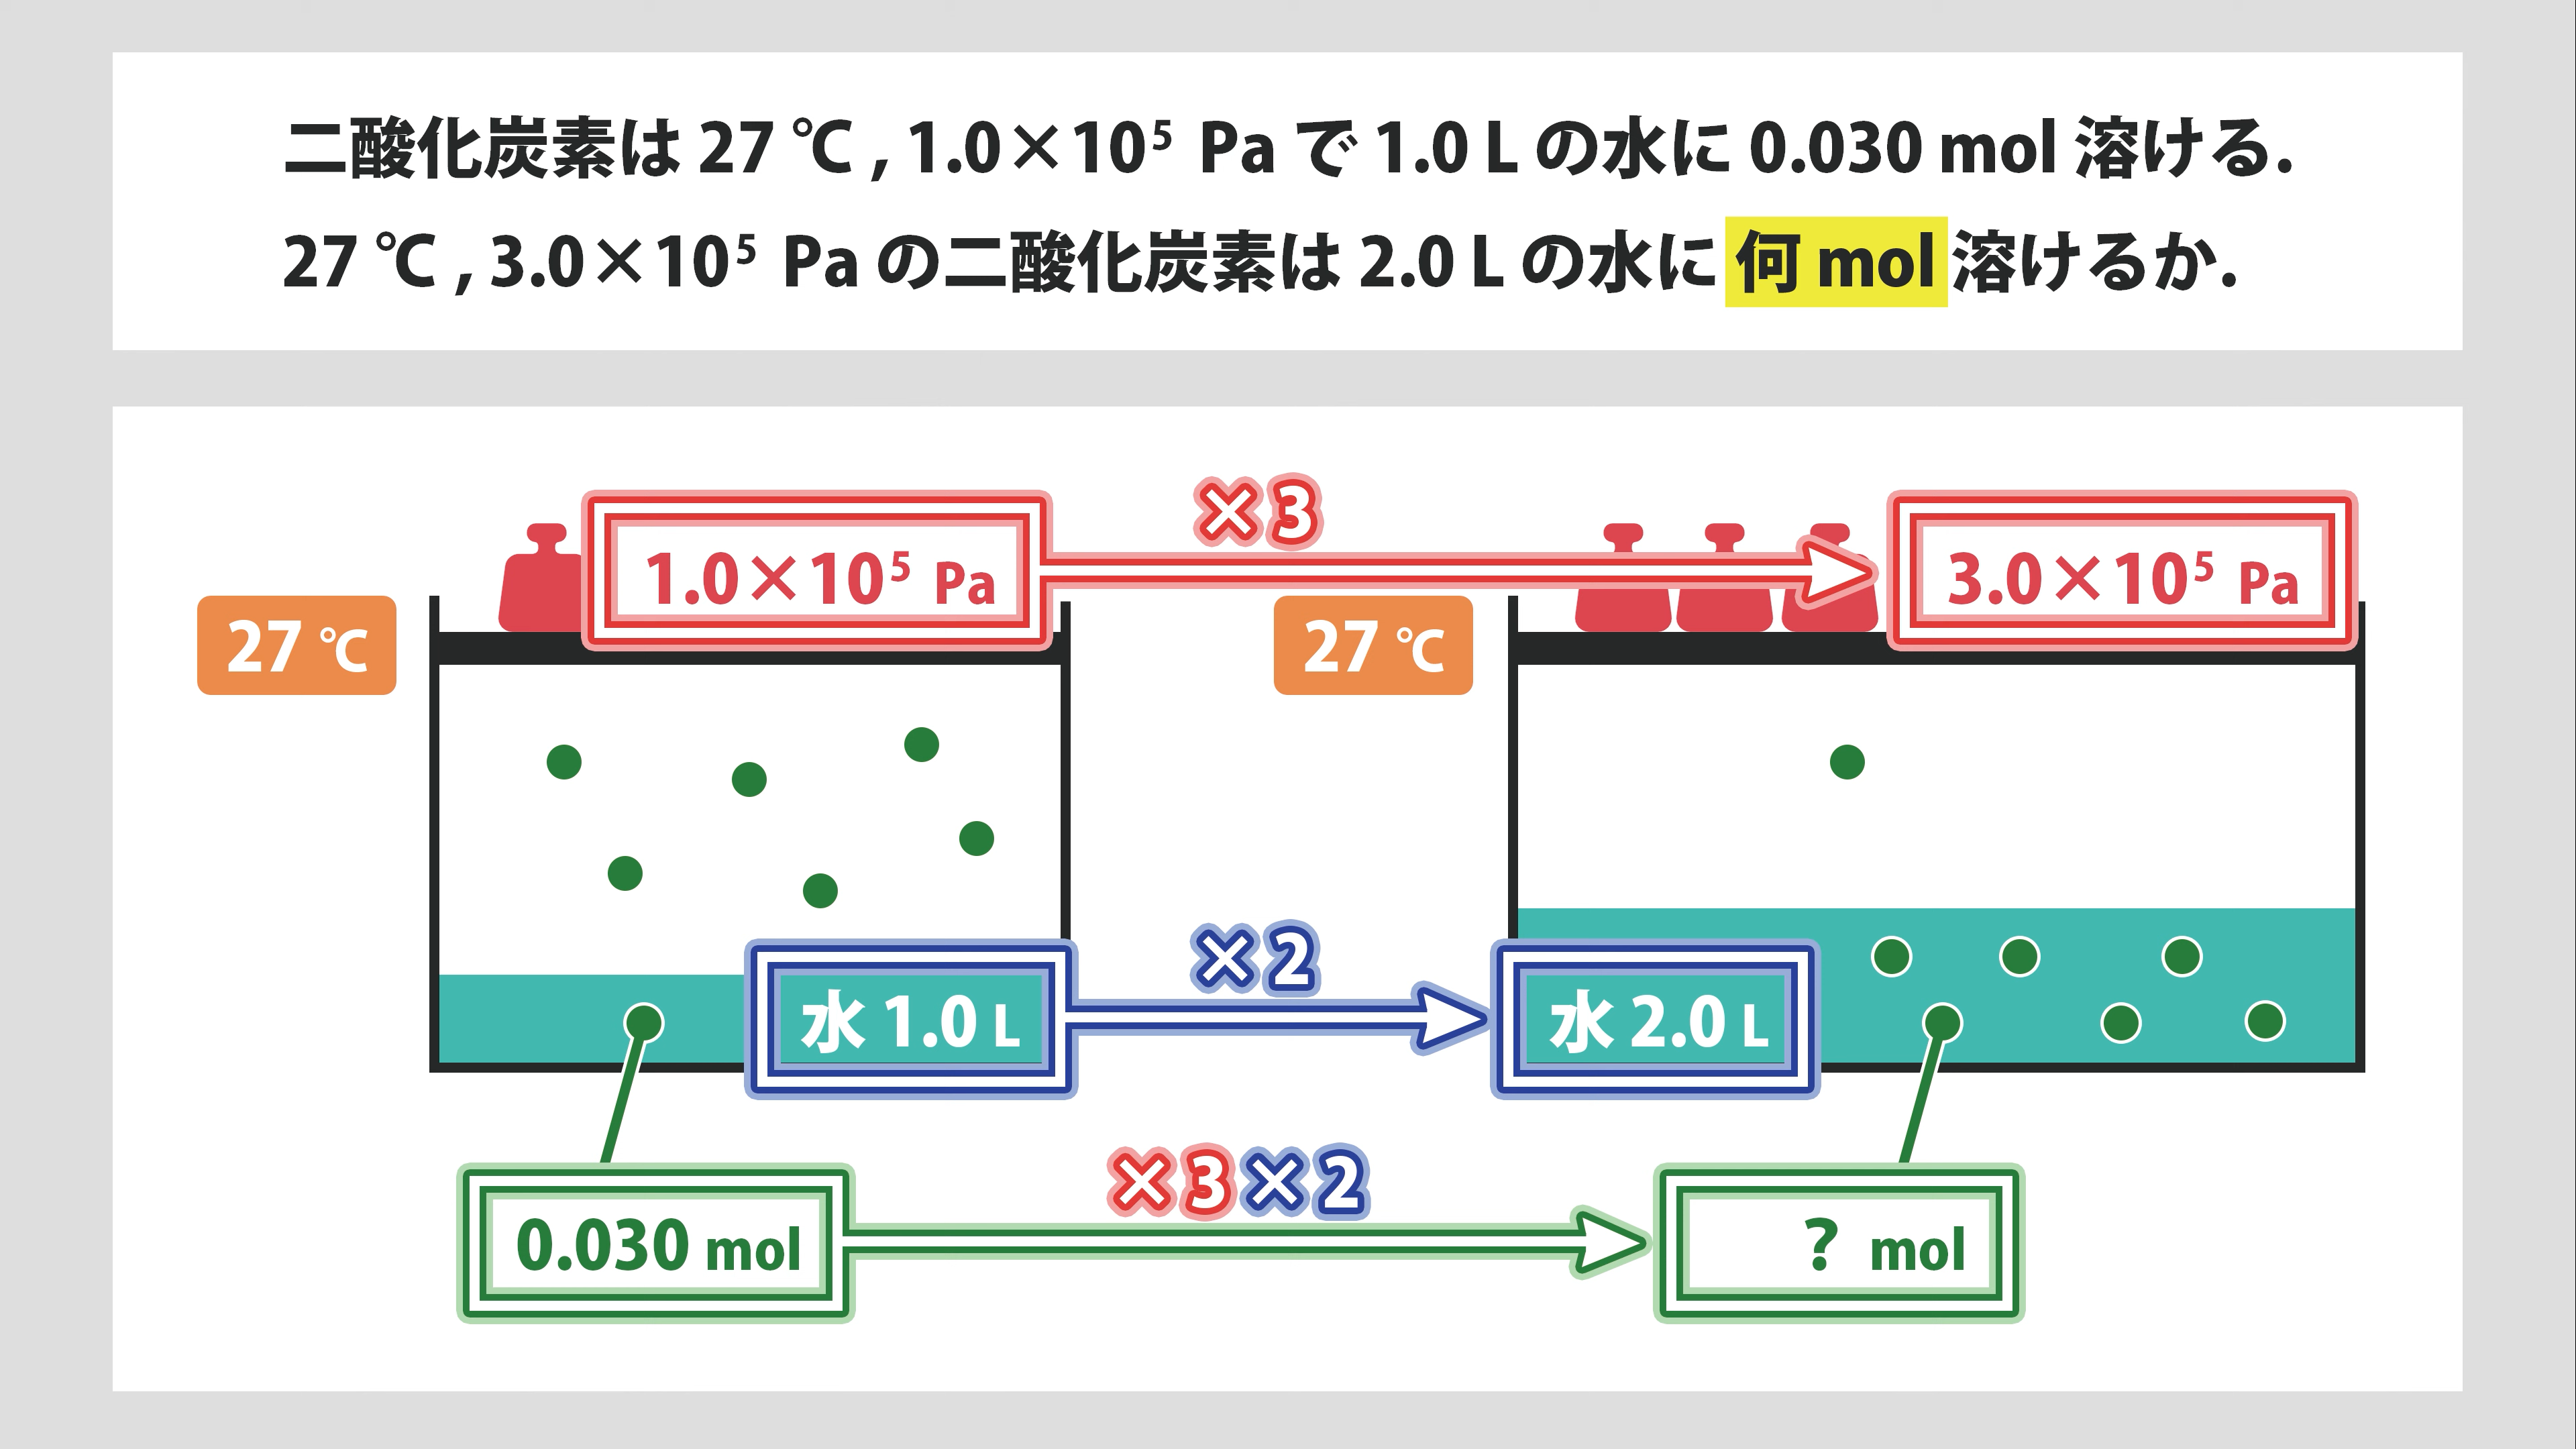 二酸化炭素は 27 ℃ , 1.0×10⁵ Pa で 1.0 L の水に 0.030 mol 溶ける.
27 ℃ , 3.0×10⁵ Pa の二酸化炭素は 2.0 L の水に 何 mol 溶けるか.
×3
1.0×10⁵ Pa
3.0×10⁵ Pa
27 ℃
27 ℃
×2
水 1.0 L
水 2.0 L
×3×2
0.030 mol
? mol